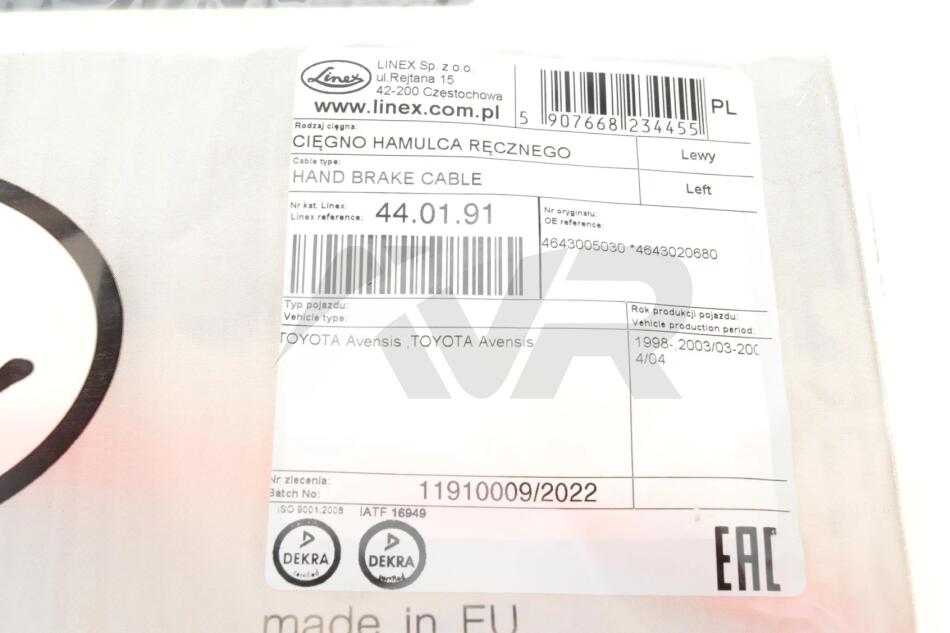 Linex
LINEX Sp. z o.o.
ul.Rejtana 15
42-200 Częstochowa
www.linex.com.pl
5 907668 234455
PL
Rodzaj cięgna:
CIĘGNO HAMULCA RĘCZNEGO
Lewy
Cable type:
HAND BRAKE CABLE
Left
Nr kat. Linex:
Linex reference:
44.01.91
Nr oryginału:
OE reference:
4643005030 *4643020680
Typ pojazdu:
Vehicle type:
TOYOTA Avensis ,TOYOTA Avensis
Rok produkcji pojazdu:
Vehicle production period:
1998-,2003/03-200
4/04
AVR
Nr zlecenia:
Batch No:
11910009/2022
ISO 9001:2008
IATF 16949
DEKRA
certified
DEKRA
certified
EAC
made in EU